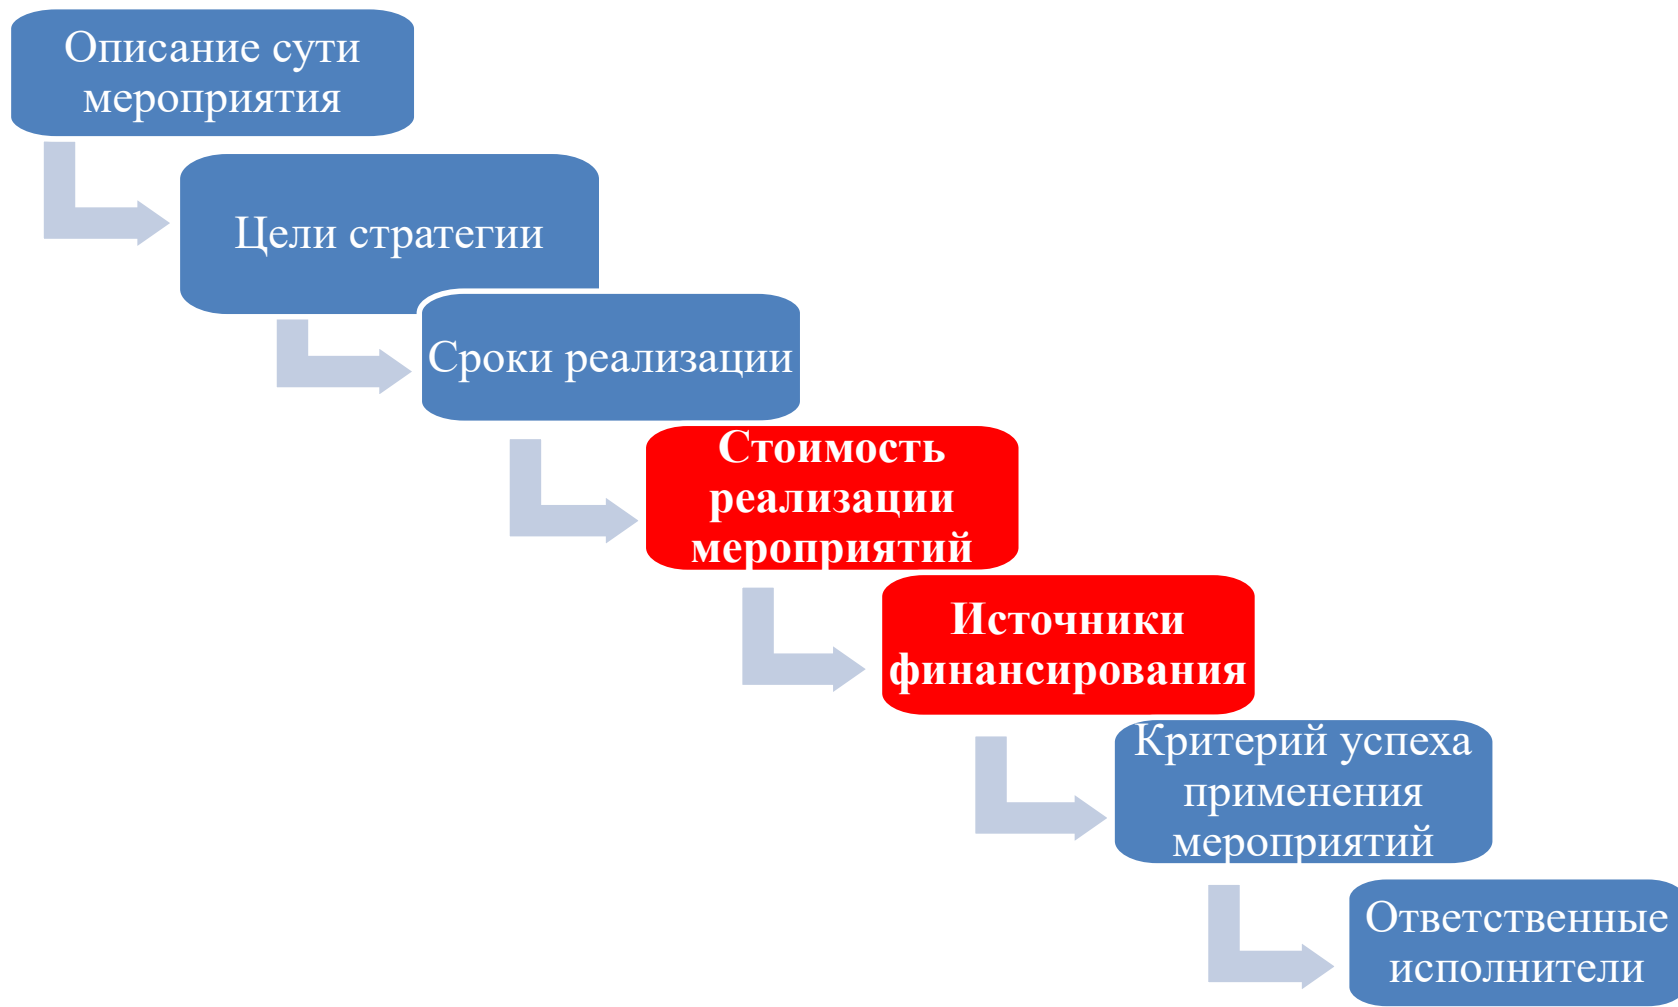 Описание сути
мероприятия
Цели стратегии
Сроки реализации
Стоимость
реализации
мероприятий
Источники
финансирования
Критерий успеха
применения
мероприятий
Ответственные
исполнители